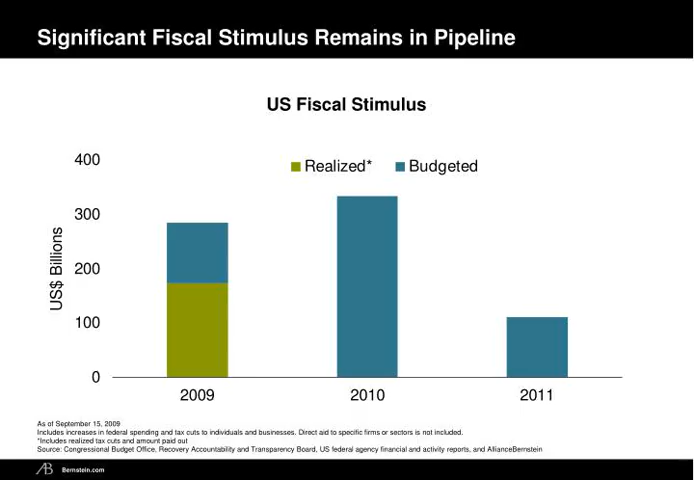 Significant Fiscal Stimulus Remains in Pipeline
US Fiscal Stimulus
Realized* Budgeted
400
300
200
100
0
US$ Billions
2009 2010 2011
As of September 15, 2009
Includes increases in federal spending and tax cuts to individuals and businesses. Direct aid to specific firms or sectors is not included.
*Includes realized tax cuts and amount paid out
Source: Congressional Budget Office, Recovery Accountability and Transparency Board, US federal agency financial and activity reports, and AllianceBernstein
AB Bernstein.com